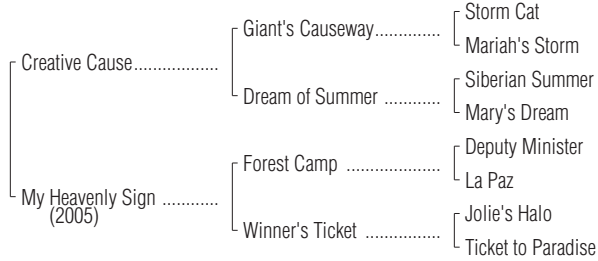 Storm Cat
Giant's Causeway..............
Mariah's Storm
Creative Cause..................
Siberian Summer
Dream of Summer ............
Mary's Dream
Deputy Minister
Forest Camp ....................
La Paz
My Heavenly Sign ............
(2005)
Jolie's Halo
Winner's Ticket ................
Ticket to Paradise